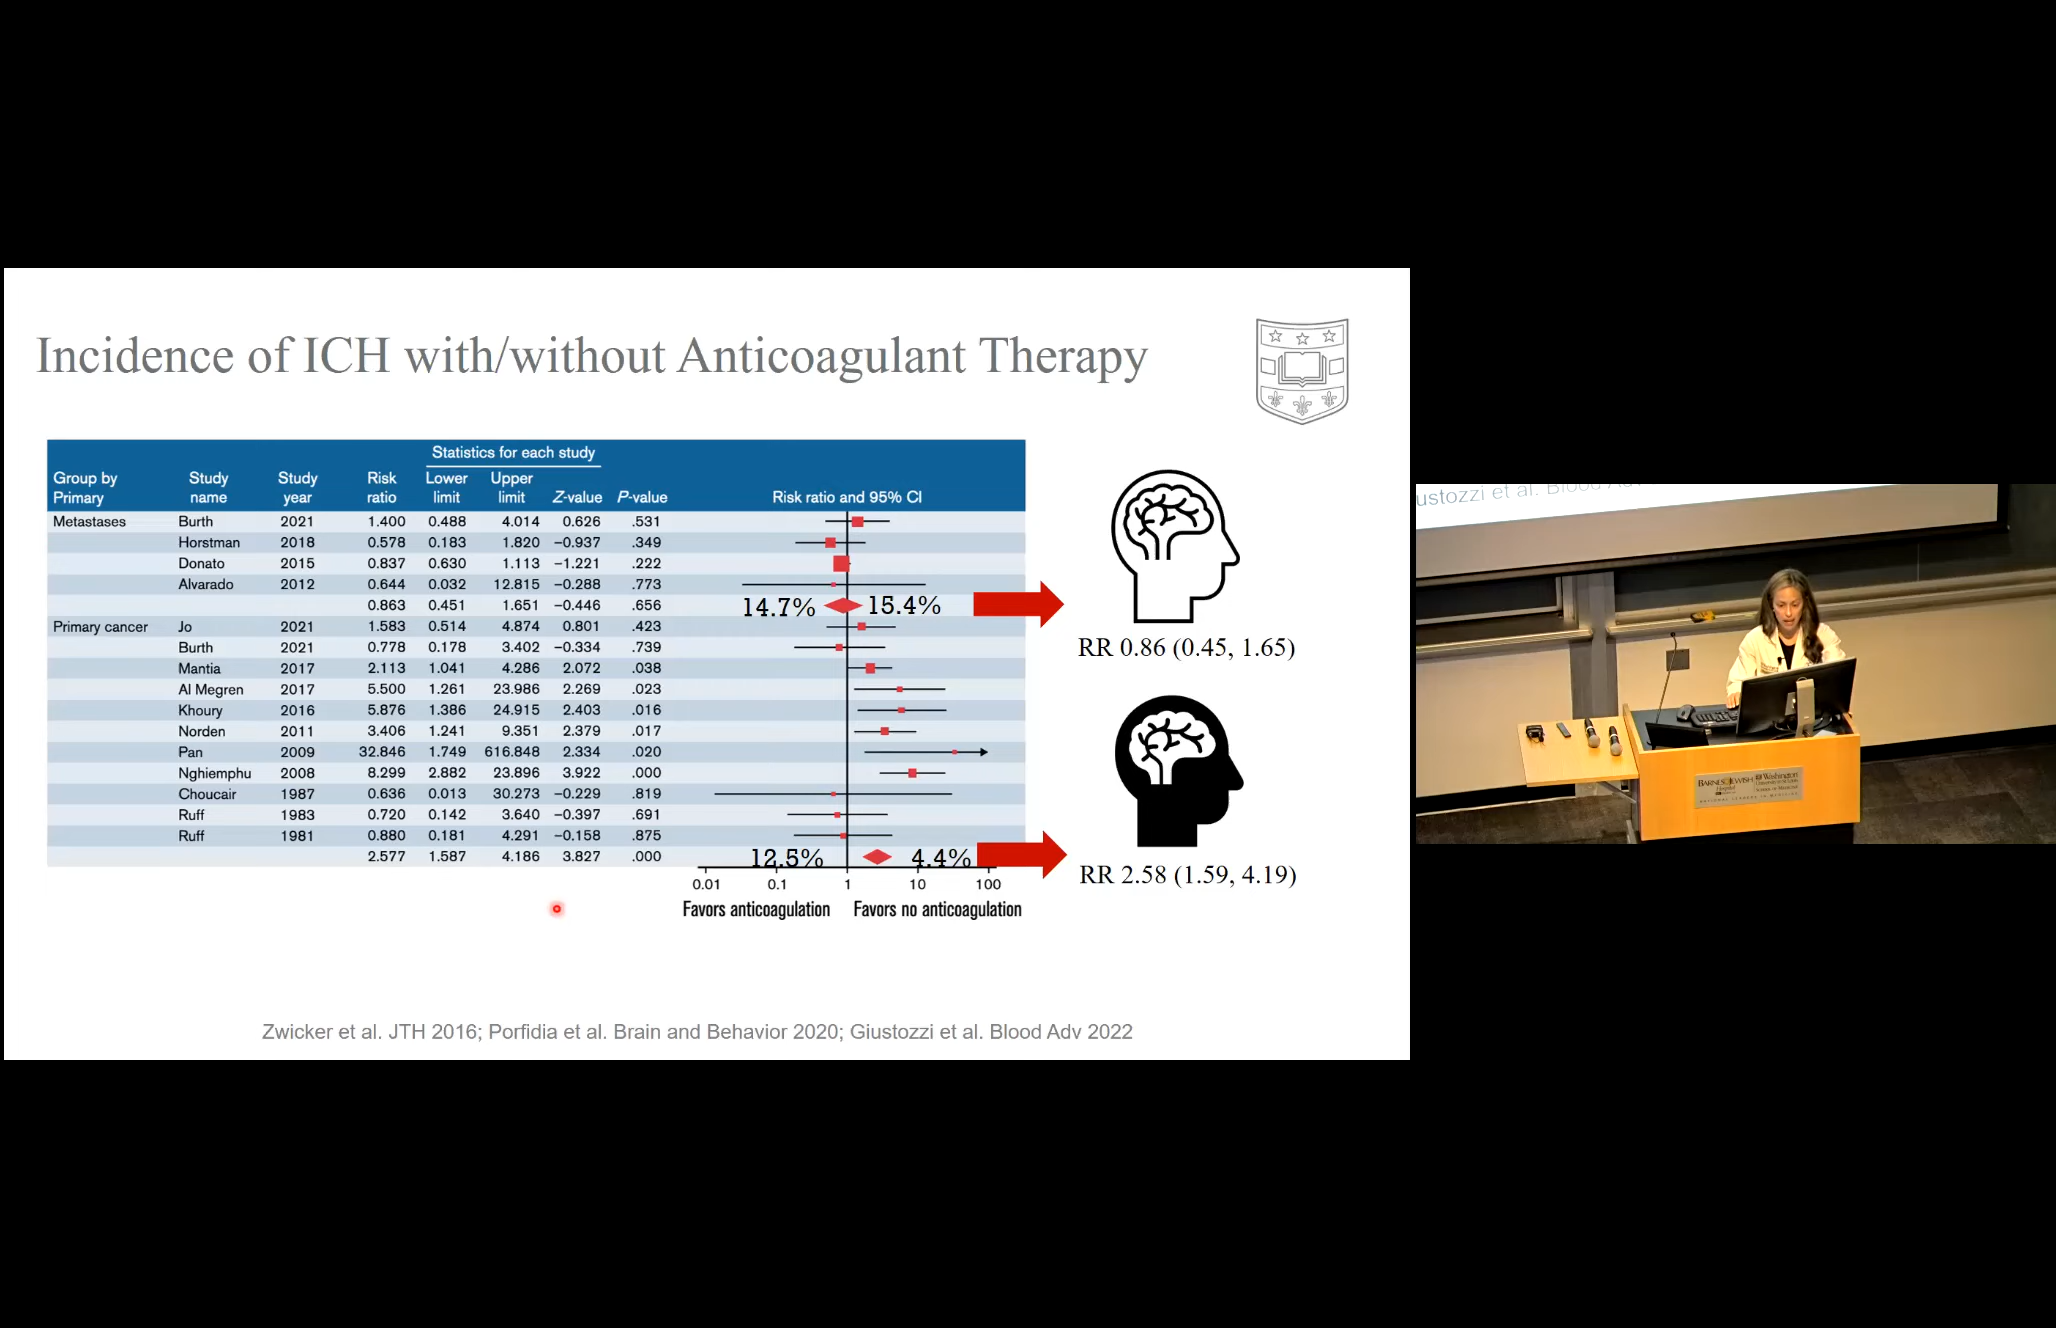 Incidence of ICH with/without Anticoagulant Therapy
Statistics for each study
Group by Primary Study name Study year Risk ratio Lower limit Upper limit Z-value P-value Risk ratio and 95% CI
Metastases Burth 2021 1.400 0.488 4.014 0.626 .531
Horstman 2018 0.578 0.183 1.820 −0.937 .349
Donato 2015 0.837 0.630 1.113 −1.221 .222
Alvarado 2012 0.644 0.032 12.815 −0.288 .773
0.863 0.451 1.651 −0.446 .656 14.7% 15.4%
Primary cancer Jo 2021 1.583 0.514 4.874 0.801 .423
Burth 2021 0.778 0.178 3.402 −0.334 .739
Mantia 2017 2.113 1.041 4.286 2.072 .038
Al Megren 2017 5.500 1.261 23.986 2.269 .023
Khoury 2016 5.876 1.386 24.915 2.403 .016
Norden 2011 3.406 1.241 9.351 2.379 .017
Pan 2009 32.846 1.749 616.848 2.334 .020
Nghiemphu 2008 8.299 2.882 23.896 3.922 .000
Choucair 1987 0.636 0.013 30.273 −0.229 .819
Ruff 1983 0.720 0.142 3.640 −0.397 .691
Ruff 1981 0.880 0.181 4.291 −0.158 .875
2.577 1.587 4.186 3.827 .000 12.5% 4.4%
0.01 0.1 1 10 100
Favors anticoagulation Favors no anticoagulation
RR 0.86 (0.45, 1.65)
RR 2.58 (1.59, 4.19)
Zwicker et al. JTH 2016; Porfidia et al. Brain and Behavior 2020; Giustozzi et al. Blood Adv 2022
ustozzi et al. Blood
BARNES JEWISH Hospital
Washington